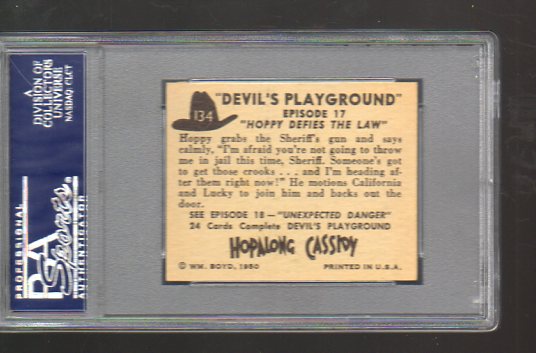 A
DIVISION OF
COLLECTORS
UNIVERSE
NASDAQ: CLCT
PROFESSIONAL
PSA
Sports
AUTHENTICATOR
134
"DEVIL'S PLAYGROUND"
EPISODE 17
"HOPPY DEFIES THE LAW"
Hoppy grabs the Sheriff's gun and says
calmly, "I'm afraid you're not going to throw
me in jail this time, Sheriff. Someone's got
to get those crooks . . . and I'm heading af-
ter them right now!" He motions California
and Lucky to join him and backs out the
door.
SEE EPISODE 18 — "UNEXPECTED DANGER"
24 Cards Complete DEVIL'S PLAYGROUND
HOPALONG CASSIDY
© WM. BOYD, 1950
PRINTED IN U.S.A.